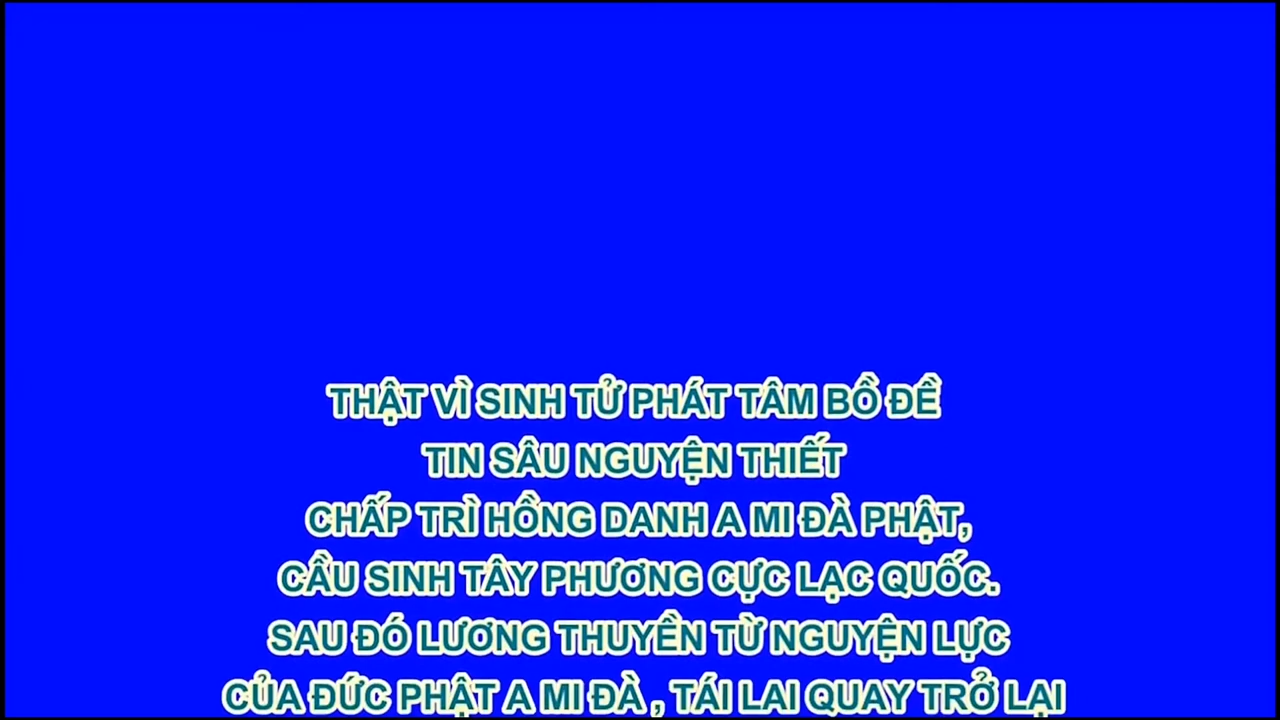 THẬT VÌ SINH TỬ PHÁT TÂM BỒ ĐỀ
TIN SÂU NGUYỆN THIẾT
CHẤP TRÌ HỒNG DANH A MI ĐÀ PHẬT,
CẦU SINH TÂY PHƯƠNG CỰC LẠC QUỐC.
SAU ĐÓ LƯƠNG THUYỀN TỪ NGUYỆN LỰC
CỦA ĐỨC PHẬT A MI ĐÀ , TÁI LAI QUAY TRỞ LẠI